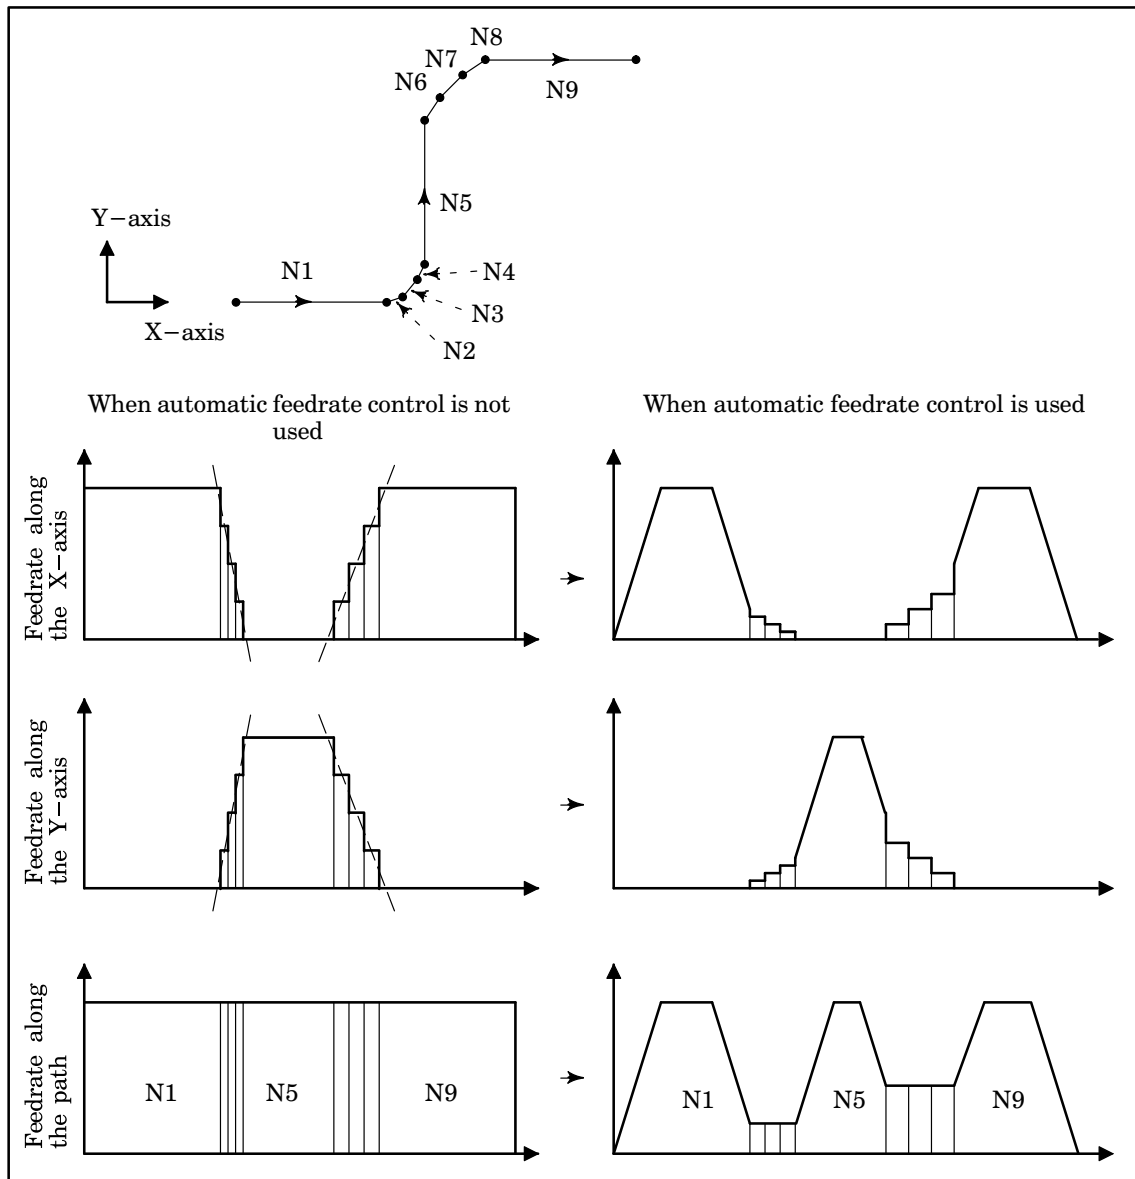 N8
N7
N6
N9
N5
Y-axis
N1
N4
X-axis
N3
N2
When automatic feedrate control is not
used
When automatic feedrate control is used
Feedrate along
the X-axis
Feedrate along
the Y-axis
Feedrate along
the path
N1
N5
N9
N1
N5
N9